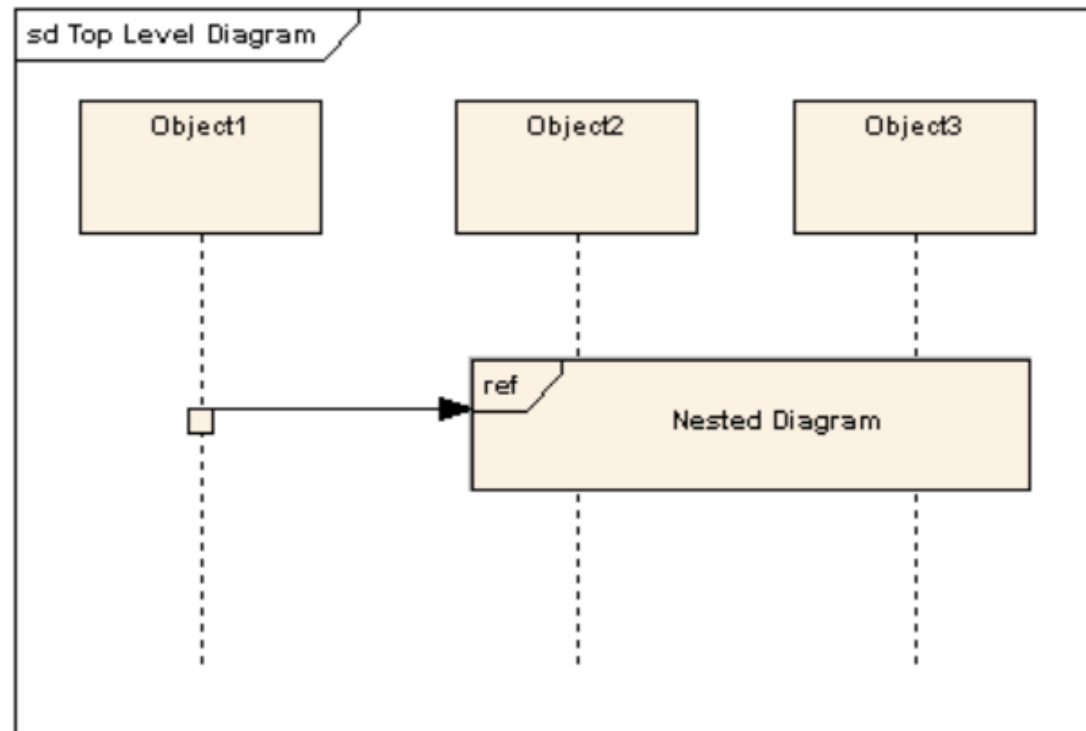 sd Top Level Diagram
Object1
Object2
Object3
ref
Nested Diagram